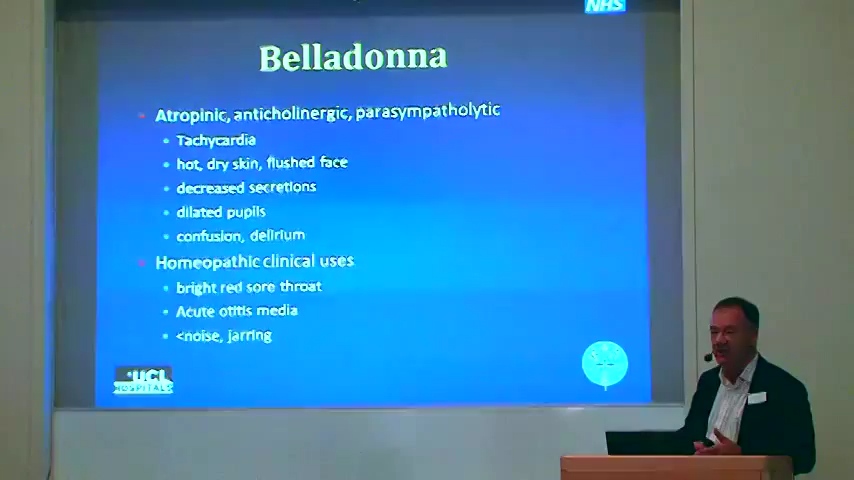 NHS
Belladonna
Atropinic, anticholinergic, parasympatholytic
Tachycardia
hot, dry skin, flushed face
decreased secretions
dilated pupils
confusion, delirium
Homeopathic clinical uses
bright red sore throat
Acute otitis media
<noise, jarring
UCL
HOSPITALS